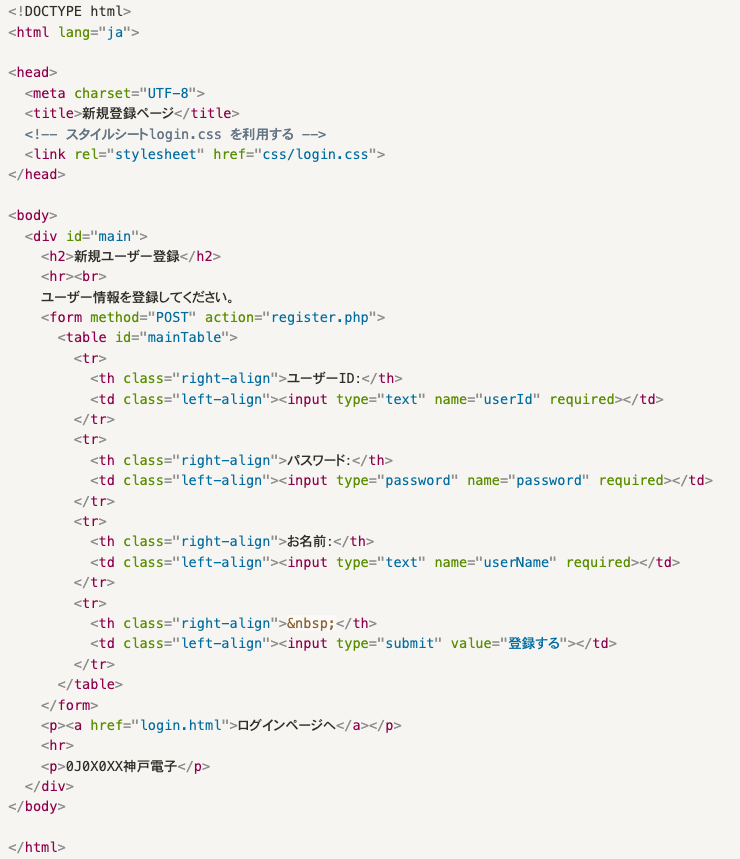 <!DOCTYPE html>
<html lang="ja">
<head>
<meta charset="UTF-8">
<title>新規登録ページ</title>
<!-- スタイルシートlogin.css を利用する -->
<link rel="stylesheet" href="css/login.css">
</head>
<body>
<div id="main">
<h2>新規ユーザー登録</h2>
<hr><br>
ユーザー情報を登録してください。
<form method="POST" action="register.php">
<table id="mainTable">
<tr>
<th class="right-align">ユーザーID:</th>
<td class="left-align"><input type="text" name="userId" required></td>
</tr>
<tr>
<th class="right-align">パスワード:</th>
<td class="left-align"><input type="password" name="password" required></td>
</tr>
<tr>
<th class="right-align">お名前:</th>
<td class="left-align"><input type="text" name="userName" required></td>
</tr>
<tr>
<th class="right-align">&nbsp;</th>
<td class="left-align"><input type="submit" value="登録する"></td>
</tr>
</table>
</form>
<p><a href="login.html">ログインページへ</a></p>
<hr>
<p>0J0X0XX神戸電子</p>
</div>
</body>
</html>